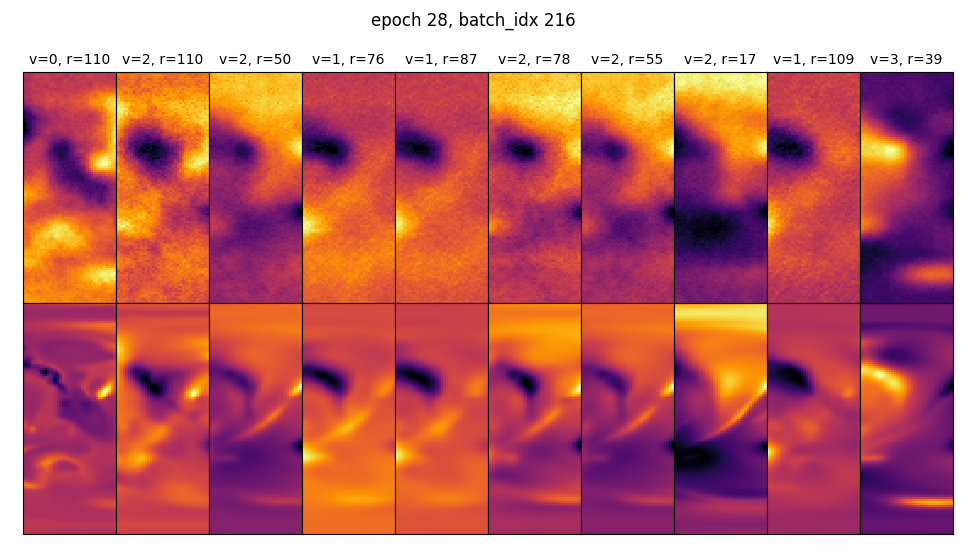 epoch 28, batch_idx 216
v=0, r=110 v=2, r=110 v=2, r=50 v=1, r=76 v=1, r=87 v=2, r=78 v=2, r=55 v=2, r=17 v=1, r=109 v=3, r=39